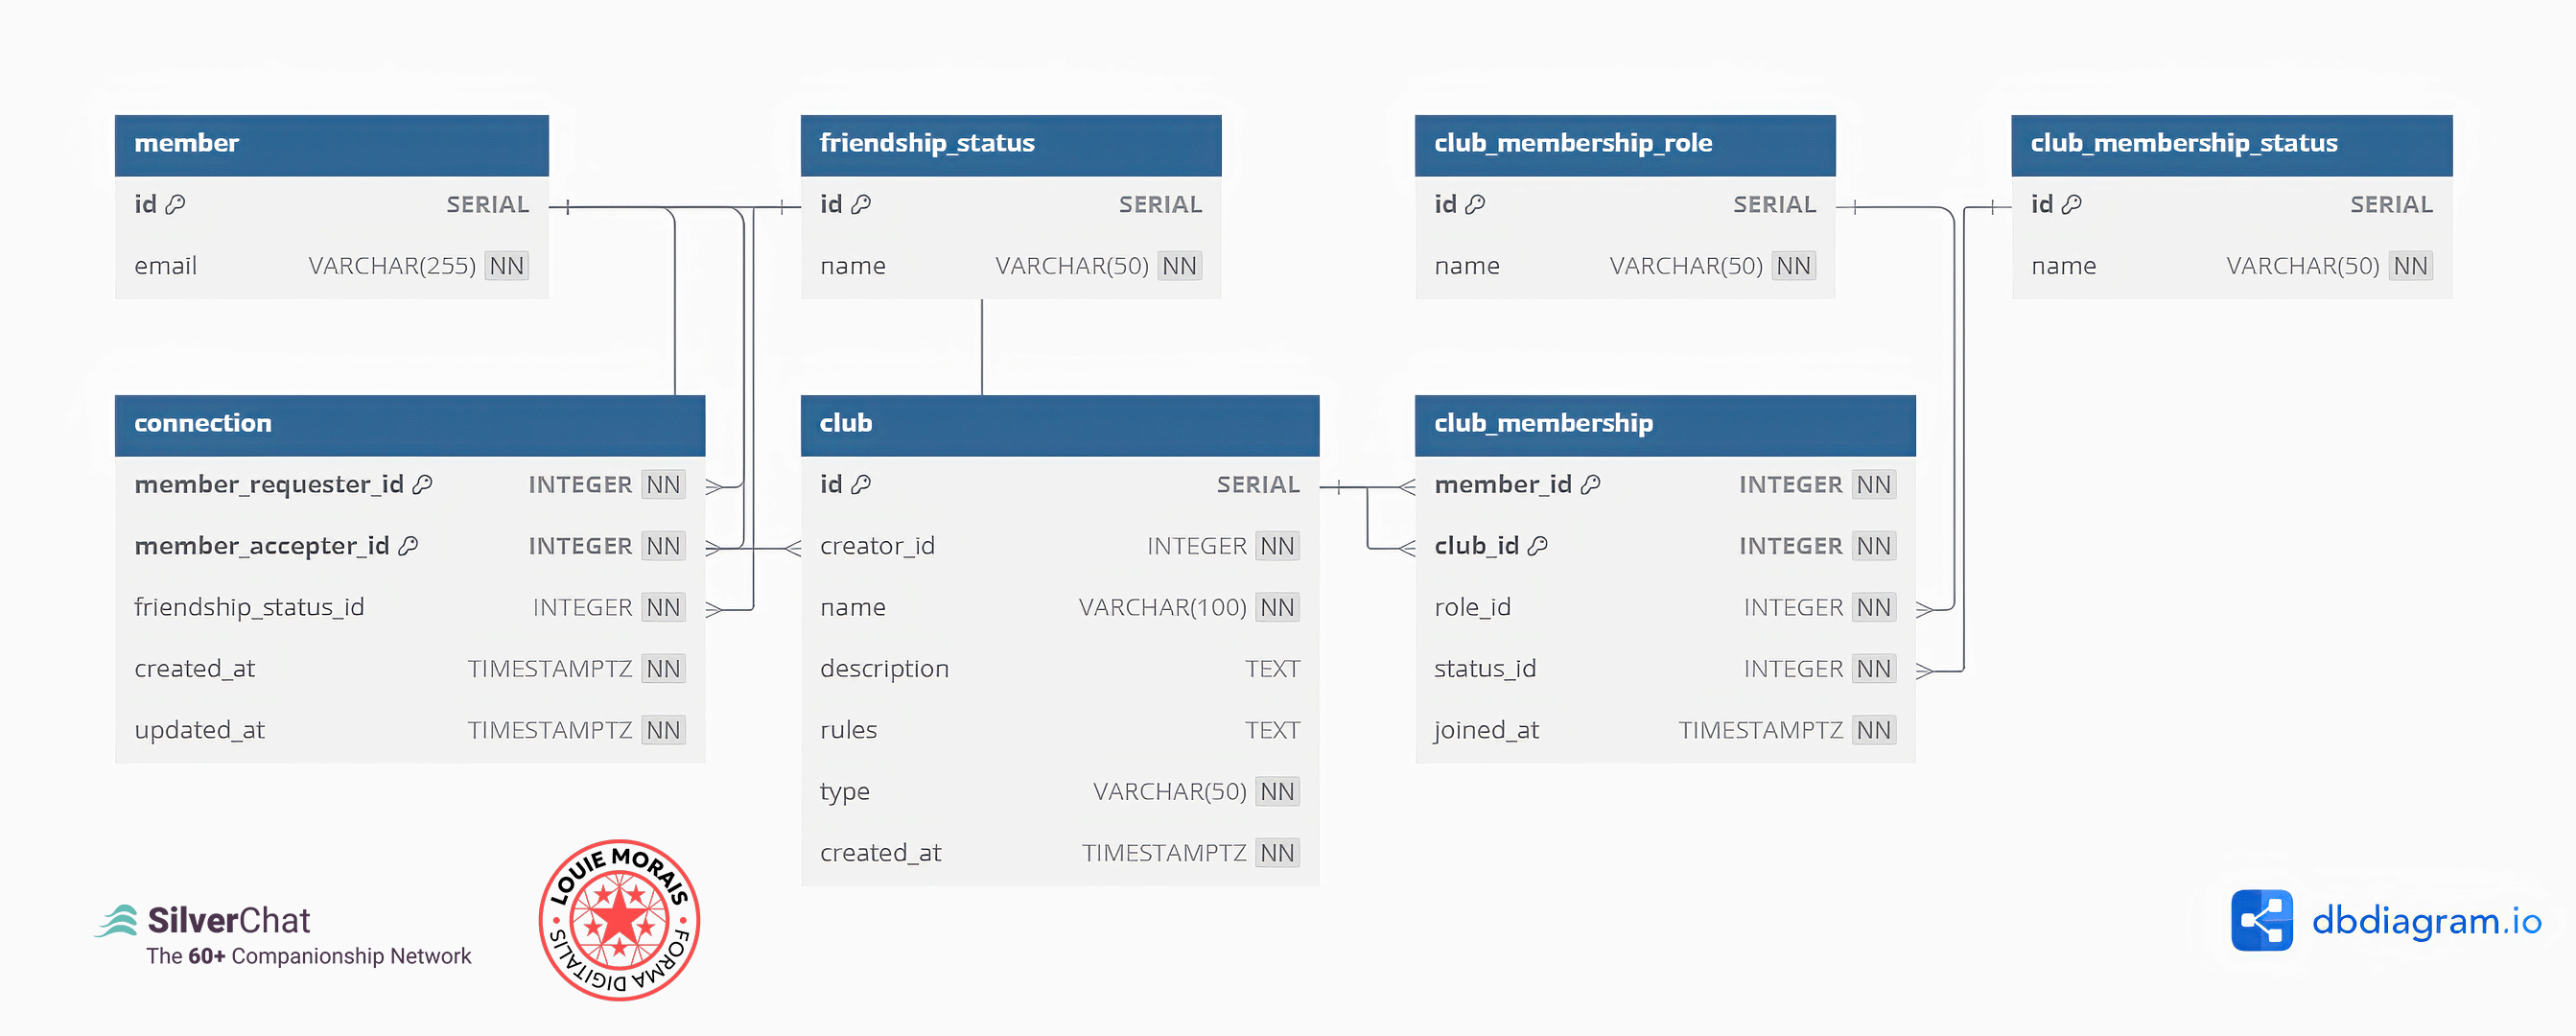 member
id SERIAL
email VARCHAR(255) NN
friendship_status
id SERIAL
name VARCHAR(50) NN
club_membership_role
id SERIAL
name VARCHAR(50) NN
club_membership_status
id SERIAL
name VARCHAR(50) NN
connection
member_requester_id INTEGER NN
member_accepter_id INTEGER NN
friendship_status_id INTEGER NN
created_at TIMESTAMPTZ NN
updated_at TIMESTAMPTZ NN
club
id SERIAL
creator_id INTEGER NN
name VARCHAR(100) NN
description TEXT
rules TEXT
type VARCHAR(50) NN
created_at TIMESTAMPTZ NN
club_membership
member_id INTEGER NN
club_id INTEGER NN
role_id INTEGER NN
status_id INTEGER NN
joined_at TIMESTAMPTZ NN
SilverChat
The 60+ Companionship Network
LOUIE MORAIS
FORMA DIGITALIS
dbdiagram.io